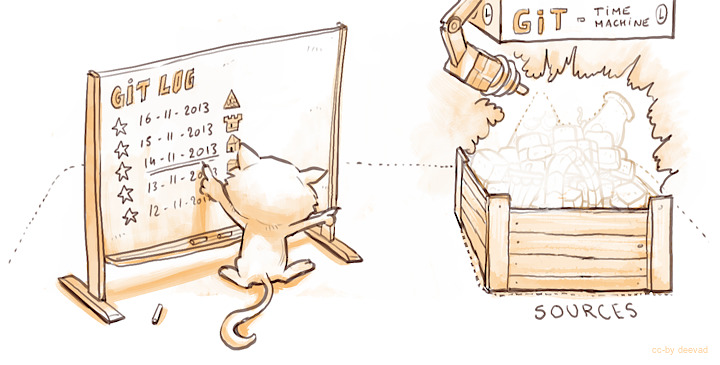 GIT LOG
16-11-2013
15-11-2013
14-11-2013
13-11-2013
12-11-201
GIT - TIME MACHINE
L
L
SOURCES
cc-by deevad